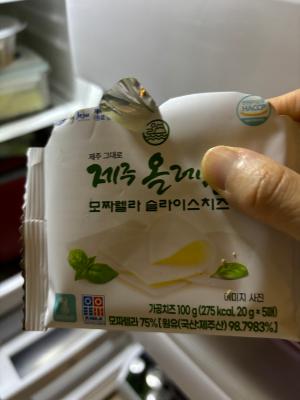 HACCP
제주 그대로
제주 올레
모짜렐라 슬라이스치즈
이미지 사진
가공치즈 100 g (275 kcal, 20 g × 5매)
모짜렐라 75% [원유(국산:제주산) 98.7983%]